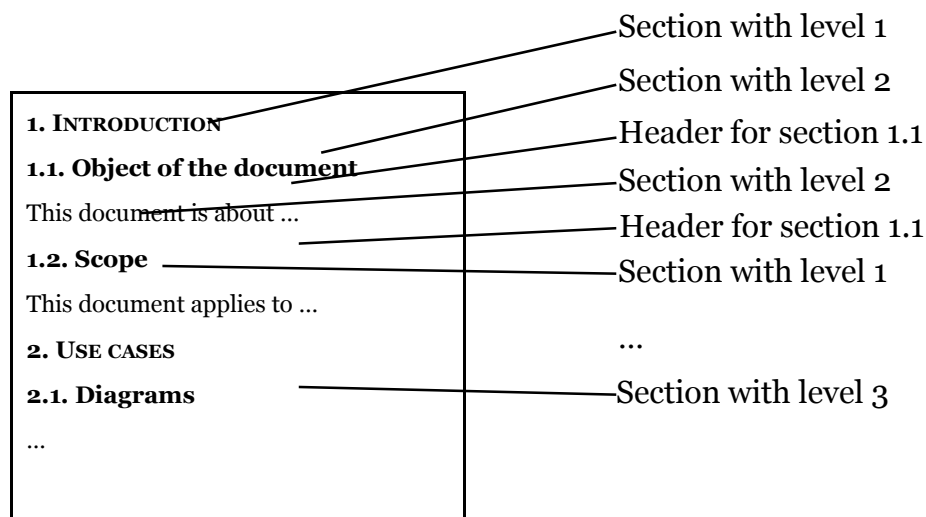 Section with level 1
Section with level 2
1. INTRODUCTION
Header for section 1.1
1.1. Object of the document
Section with level 2
This document is about ...
Header for section 1.1
1.2. Scope
Section with level 1
This document applies to ...
...
2. USE CASES
2.1. Diagrams
Section with level 3
...